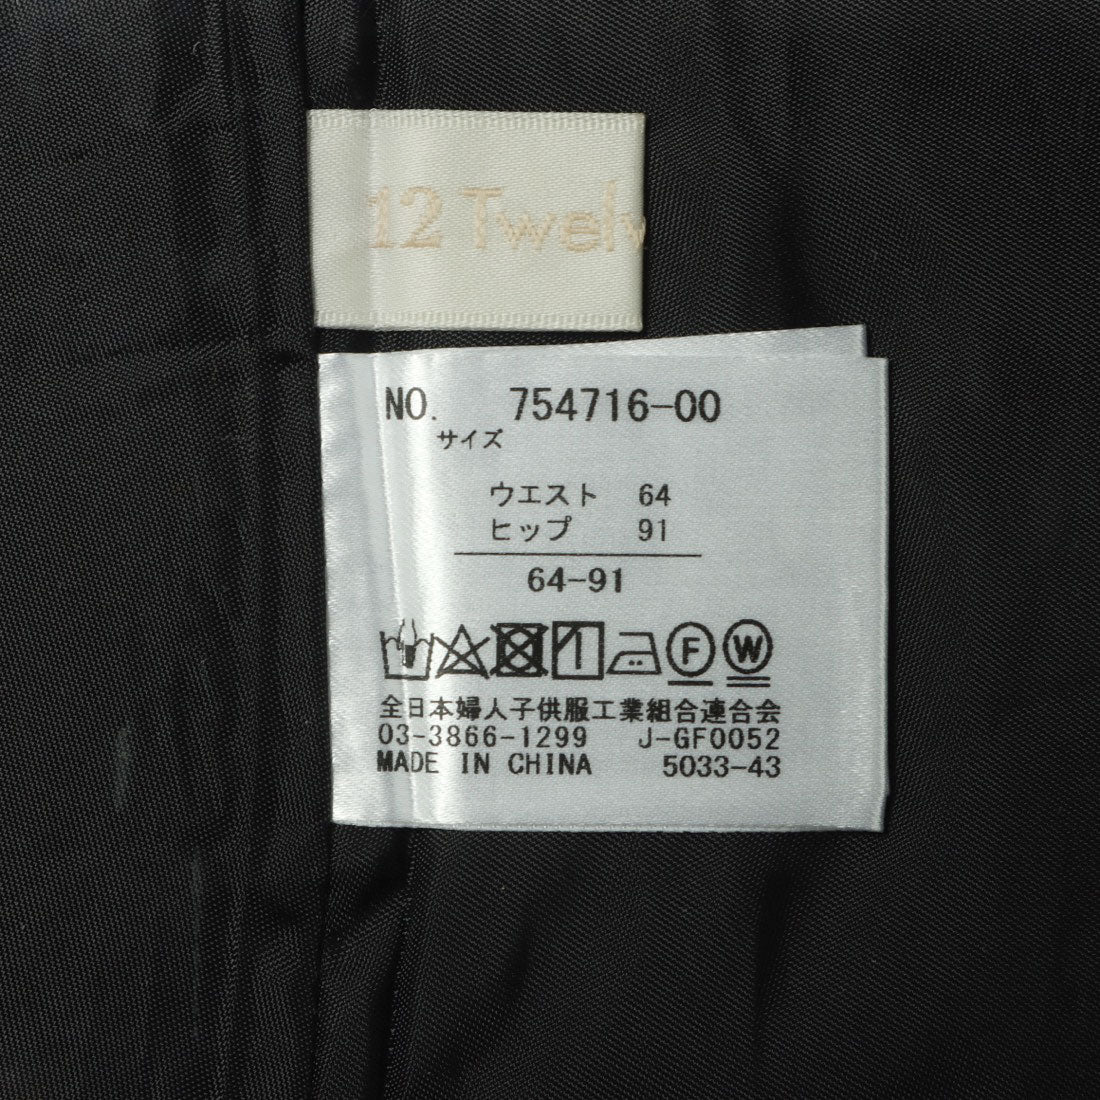 12 Twelv
NO. 754716-00
サイズ
ウエスト 64
ヒップ 91
64-91
F W
全日本婦人子供服工業組合連合会
03-3866-1299 J-GF0052
MADE IN CHINA 5033-43